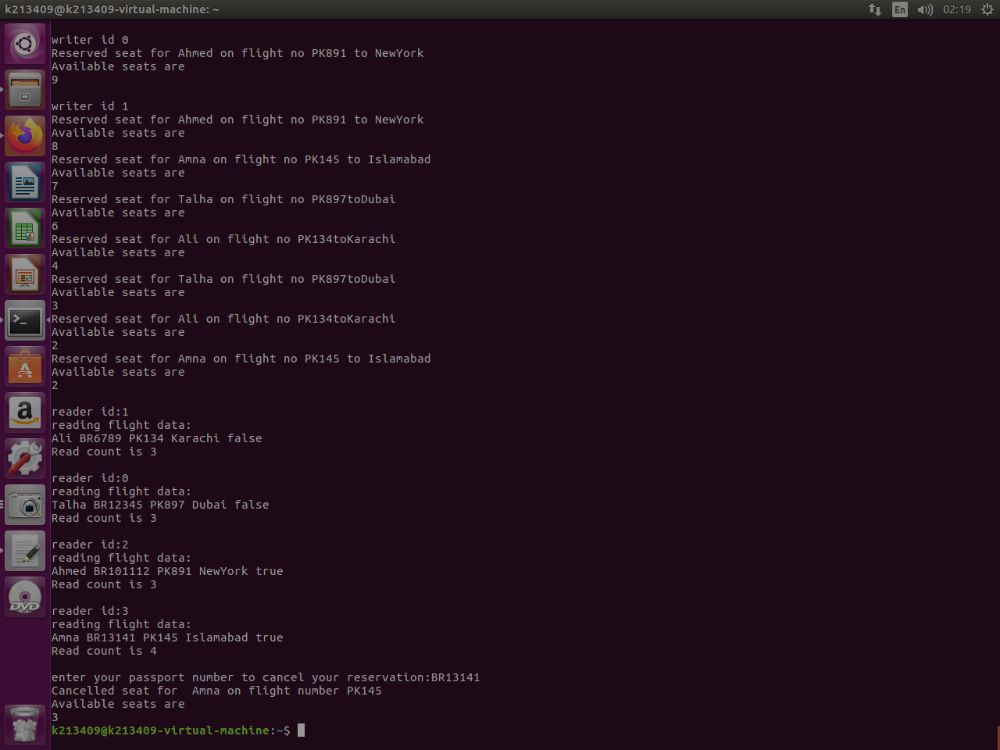 k213409@k213409-virtual-machine: ~
En
02:19
writer id 0
Reserved seat for Ahmed on flight no PK891 to NewYork
Available seats are
9
writer id 1
Reserved seat for Ahmed on flight no PK891 to NewYork
Available seats are
8
Reserved seat for Amna on flight no PK145 to Islamabad
Available seats are
7
Reserved seat for Talha on flight no PK897toDubai
Available seats are
6
Reserved seat for Ali on flight no PK134toKarachi
Available seats are
4
Reserved seat for Talha on flight no PK897toDubai
Available seats are
3
Reserved seat for Ali on flight no PK134toKarachi
Available seats are
2
Reserved seat for Amna on flight no PK145 to Islamabad
Available seats are
2
reader id:1
reading flight data:
Ali BR6789 PK134 Karachi false
Read count is 3
reader id:0
reading flight data:
Talha BR12345 PK897 Dubai false
Read count is 3
reader id:2
reading flight data:
Ahmed BR101112 PK891 NewYork true
Read count is 3
reader id:3
reading flight data:
Amna BR13141 PK145 Islamabad true
Read count is 4
enter your passport number to cancel your reservation:BR13141
Cancelled seat for  Amna on flight number PK145
Available seats are
3
k213409@k213409-virtual-machine:~$
A
a
DVD